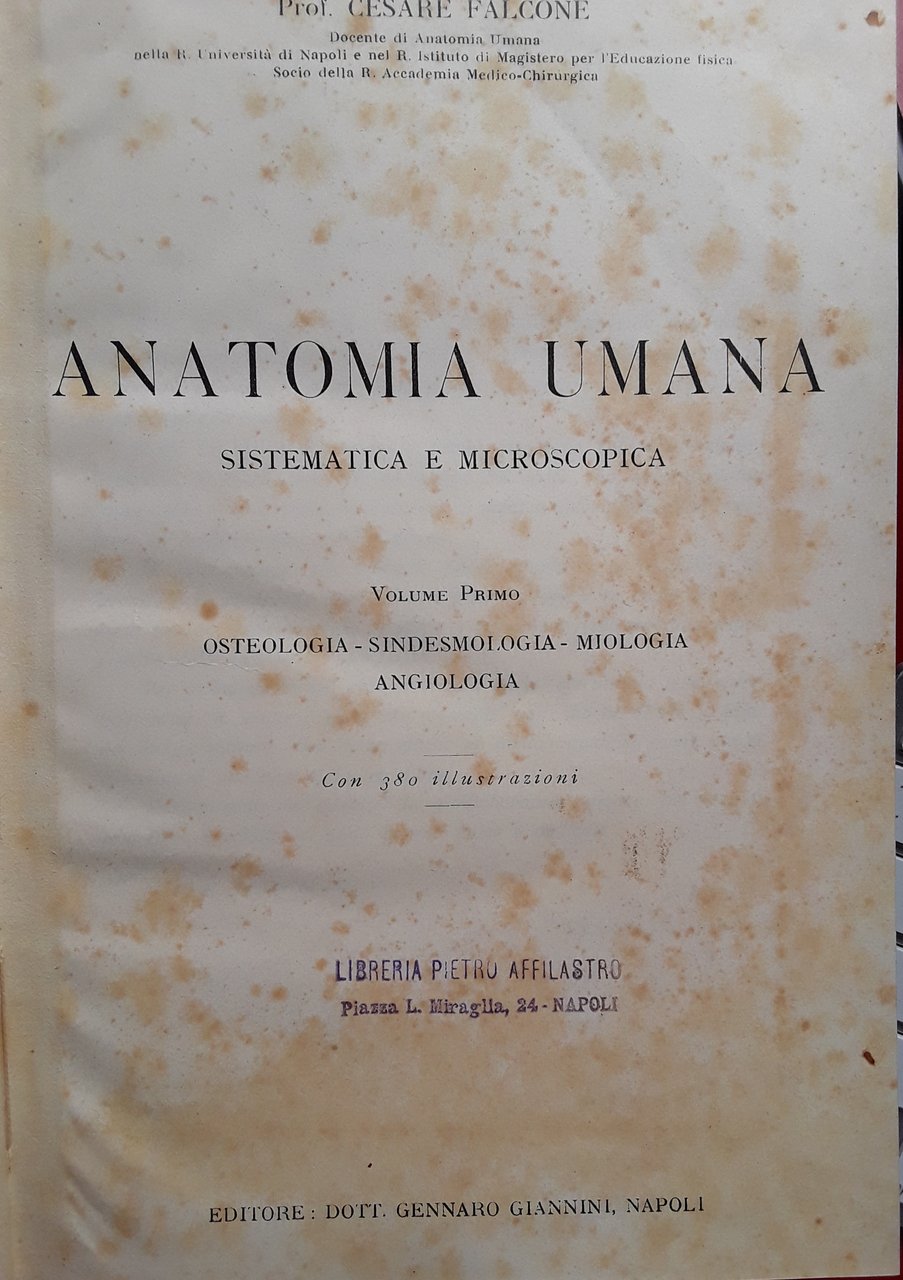 Prof. CESARE FALCONE
Docente di Anatomia Umana
nella R. Università di Napoli e nel R. Istituto di Magistero per l'Educazione fisica
Socio della R. Accademia Medico-Chirurgica
ANATOMIA UMANA
SISTEMATICA E MICROSCOPICA
VOLUME PRIMO
OSTEOLOGIA - SINDESMOLOGIA - MIOLOGIA
ANGIOLOGIA
Con 380 illustrazioni
LIBRERIA PIETRO AFFILASTRO
Piazza L. Miraglia, 24 - NAPOLI
EDITORE: DOTT. GENNARO GIANNINI, NAPOLI